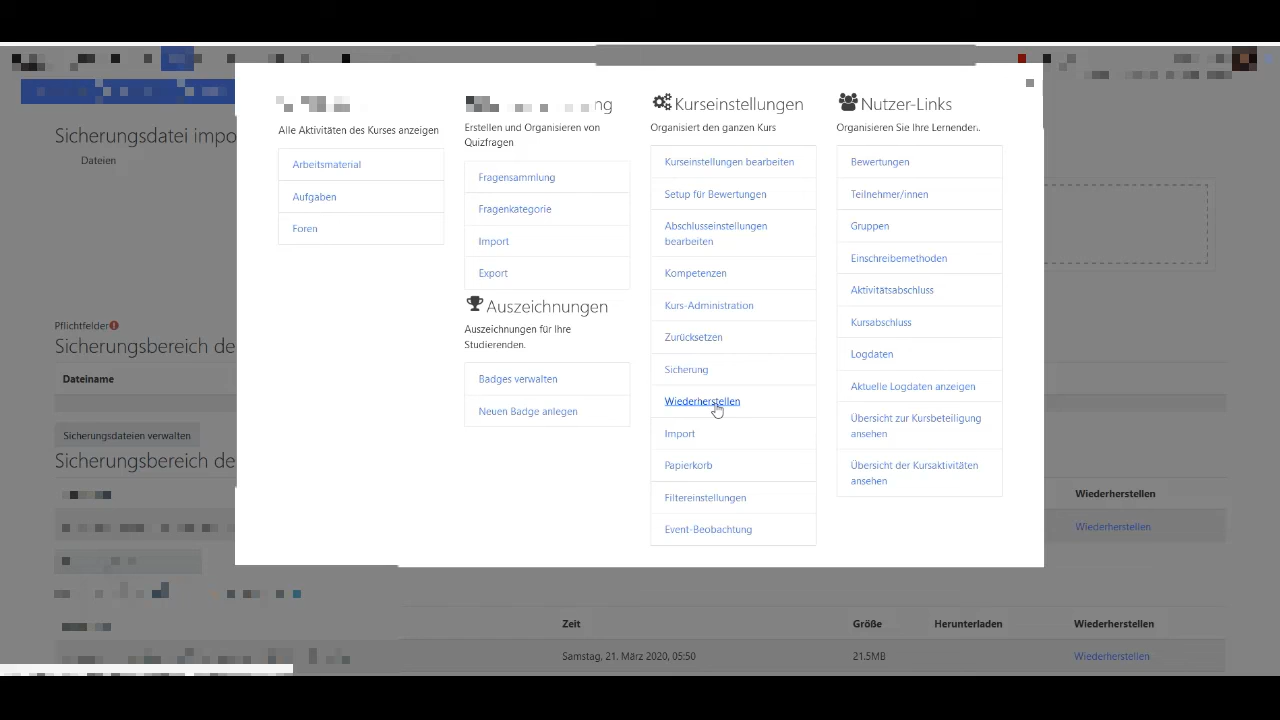 Sicherungsdatei impo
Dateien
Pflichtfelder
Sicherungsbereich de
Dateiname
Sicherungsdateien verwalten
Sicherungsbereich de
Alle Aktivitäten des Kurses anzeigen
Arbeitsmaterial
Aufgaben
Foren
ng
Erstellen und Organisieren von
Quizfragen
Fragensammlung
Fragenkategorie
Import
Export
Auszeichnungen
Auszeichnungen für Ihre
Studierenden.
Badges verwalten
Neuen Badge anlegen
Kurseinstellungen
Organisiert den ganzen Kurs
Kurseinstellungen bearbeiten
Setup für Bewertungen
Abschlusseinstellungen
bearbeiten
Kompetenzen
Kurs-Administration
Zurücksetzen
Sicherung
Wiederherstellen
Import
Papierkorb
Filtereinstellungen
Event-Beobachtung
Nutzer-Links
Organisieren Sie Ihre Lernender..
Bewertungen
Teilnehmer/innen
Gruppen
Einschreibemethoden
Aktivitätsabschluss
Kursabschluss
Logdaten
Aktuelle Logdaten anzeigen
Übersicht zur Kursbeteiligung
ansehen
Übersicht der Kursaktivitäten
ansehen
Wiederherstellen
Wiederherstellen
Zeit Größe Herunterladen Wiederherstellen
Samstag, 21. März 2020, 05:50 21.5MB Wiederherstellen